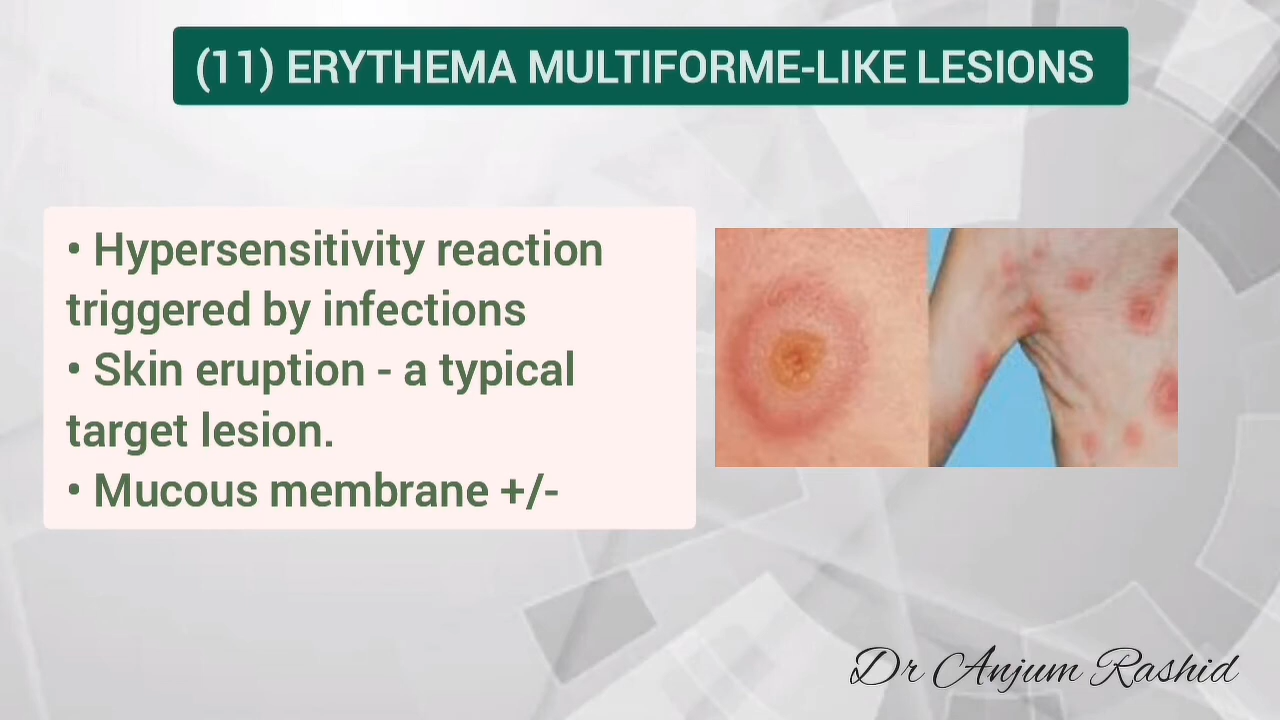 (11) ERYTHEMA MULTIFORME-LIKE LESIONS
• Hypersensitivity reaction
triggered by infections
• Skin eruption - a typical
target lesion.
• Mucous membrane +/-
Dr Anjum Rashid